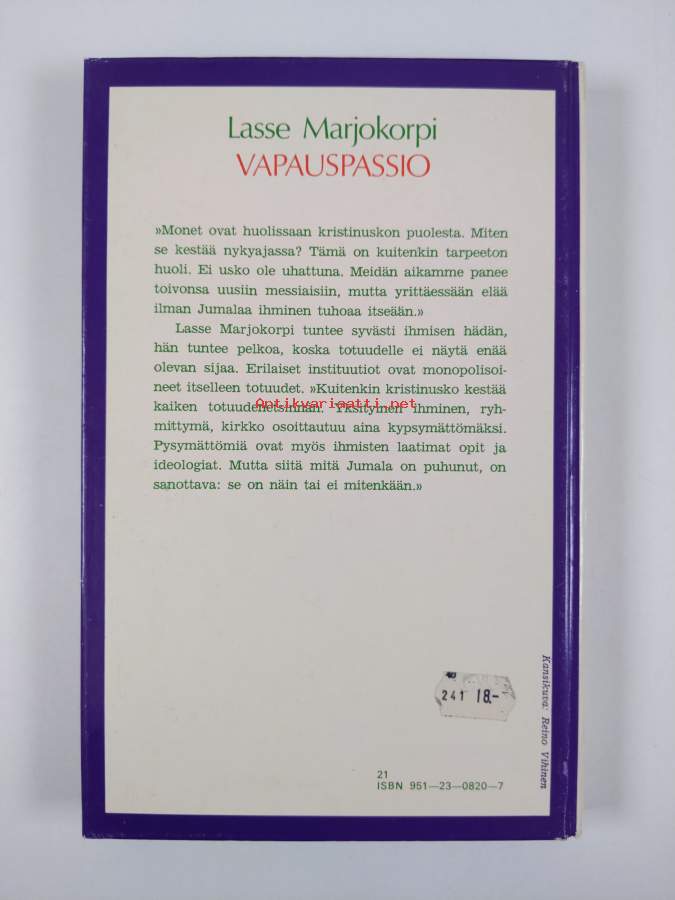 Lasse Marjokorpi
VAPAUSPASSIO
»Monet ovat huolissaan kristinuskon puolesta. Miten
se kestää nykyajassa? Tämä on kuitenkin tarpeeton
huoli. Ei usko ole uhattuna. Meidän aikamme panee
toivonsa uusiin messiaisiin, mutta yrittäessään elää
ilman Jumalaa ihminen tuhoaa itseään.»
Lasse Marjokorpi tuntee syvästi ihmisen hädän,
hän tuntee pelkoa, koska totuudelle ei näytä enää
olevan sijaa. Erilaiset instituutiot ovat monopolisoi-
neet itselleen totuudet. »Kuitenkin kristinusko kestää
Antikvariaatti.net
kaiken totuudenetsinnän. Yksityinen ihminen, ryh-
mittymä, kirkko osoittautuu aina kypsymättömäksi.
Pysymättömiä ovat myös ihmisten laatimat opit ja
ideologiat. Mutta siitä mitä Jumala on puhunut, on
sanottava: se on näin tai ei mitenkään.»
241 18.-
21
ISBN 951—23—0820—7
Kansikuva: Reino Vihinen